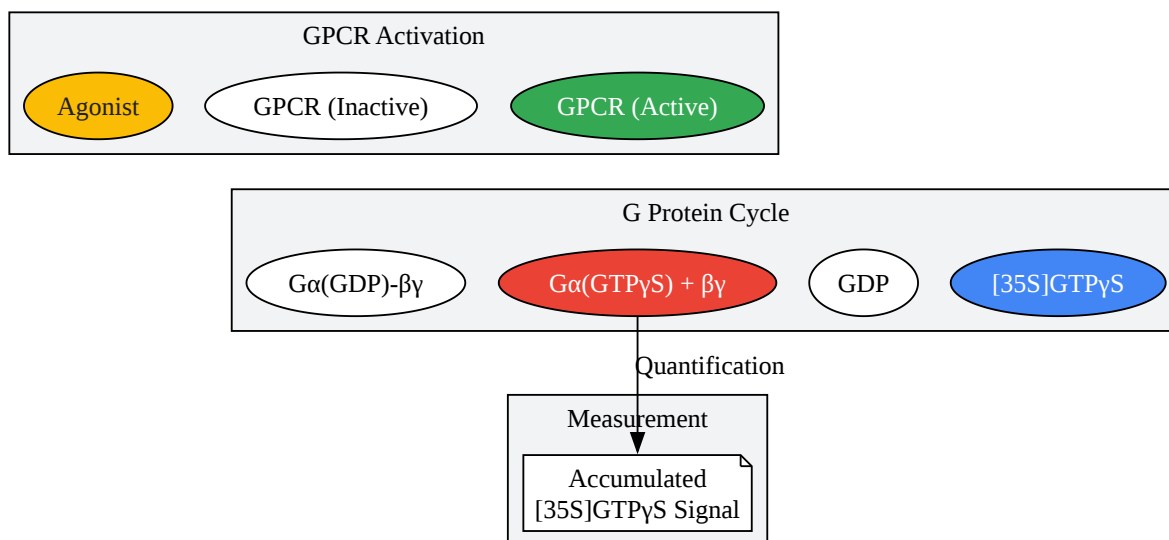 GPCR Activation
Agonist
GPCR (Inactive)
GPCR (Active)
G Protein Cycle
Gα(GDP)-βγ
Gα(GTPγS) + βγ
GDP
[35S]GTPγS
Quantification
Measurement
Accumulated
[35S]GTPγS Signal